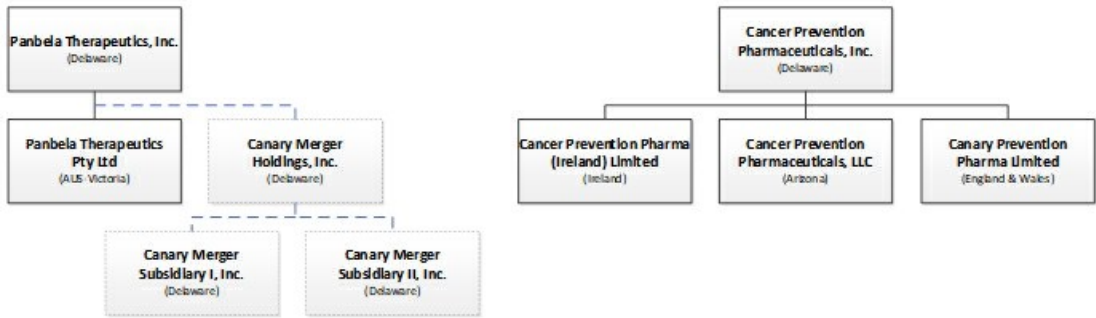 Panbela Therapeutics, Inc.
(Delaware)
Cancer Prevention
Pharmaceuticals, Inc.
(Delaware)
Panbela Therapeutics
Pty Ltd
(AUS-Victoria)
Canary Merger
Holdings, Inc.
(Delaware)
Cancer Prevention Pharma
(Ireland) Limited
(Ireland)
Cancer Prevention
Pharmaceuticals, LLC
(Arizona)
Canary Prevention
Pharma Limited
(England & Wales)
Canary Merger
Subsidiary I, Inc.
(Delaware)
Canary Merger
Subsidiary II, Inc.
(Delaware)